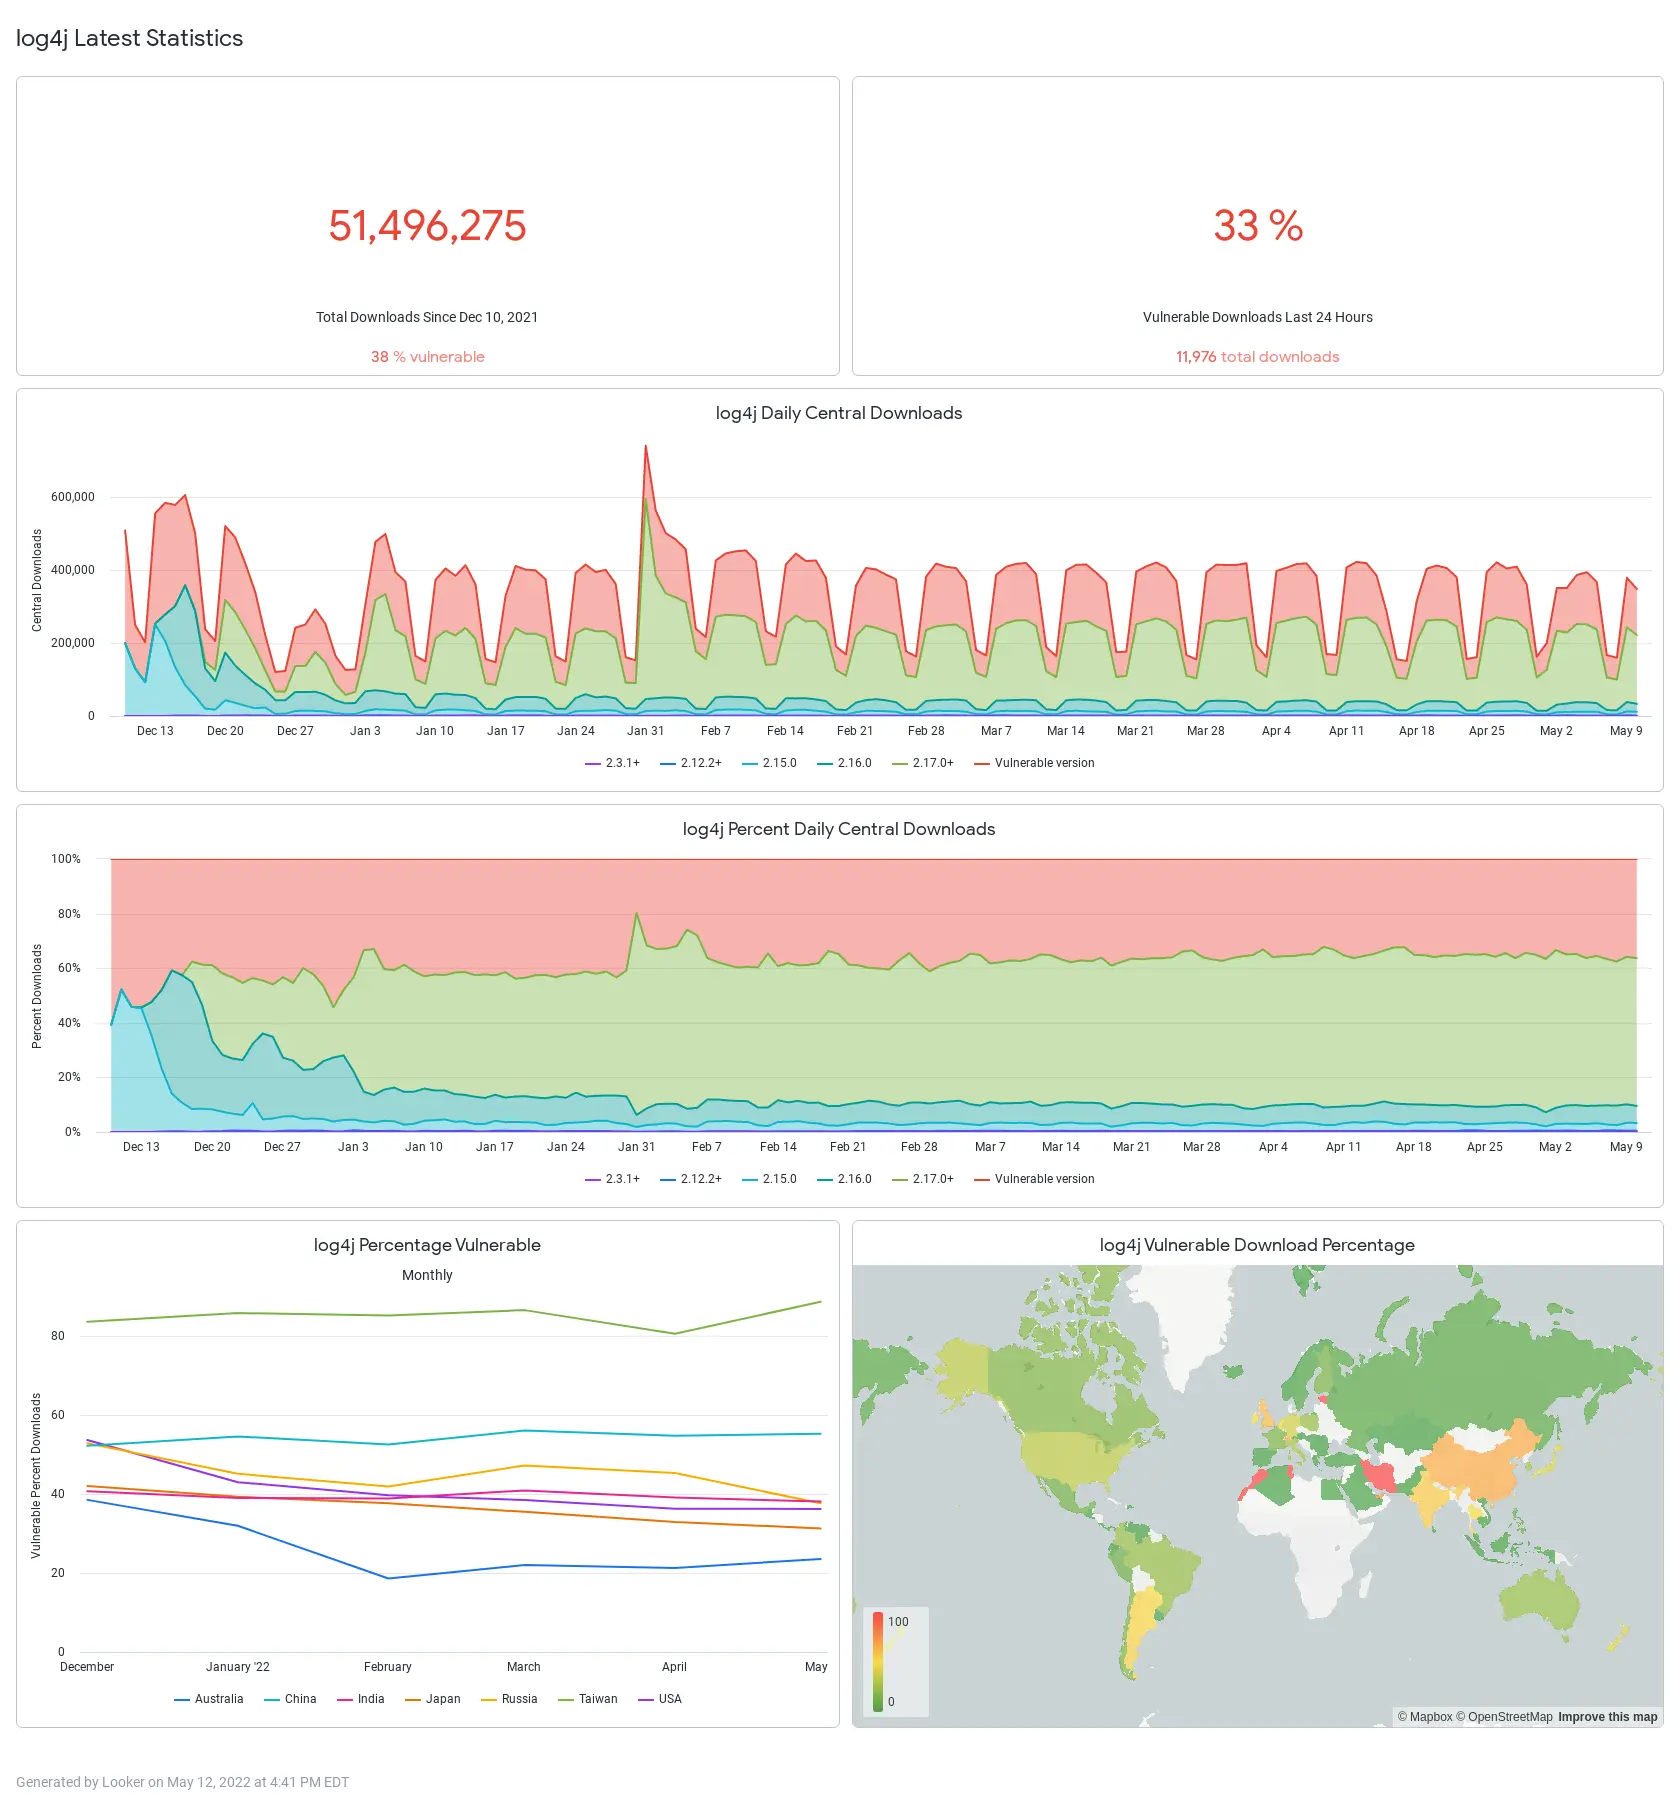 log4j Latest Statistics
51,496,275
Total Downloads Since Dec 10, 2021
38 % vulnerable
33 %
Vulnerable Downloads Last 24 Hours
11,976 total downloads
log4j Daily Central Downloads
Central Downloads
600,000
400,000
200,000
0
Dec 13 Dec 20 Dec 27 Jan 3 Jan 10 Jan 17 Jan 24 Jan 31 Feb 7 Feb 14 Feb 21 Feb 28 Mar 7 Mar 14 Mar 21 Mar 28 Apr 4 Apr 11 Apr 18 Apr 25 May 2 May 9
2.3.1+ 2.12.2+ 2.15.0 2.16.0 2.17.0+ Vulnerable version
log4j Percent Daily Central Downloads
Percent Downloads
100%
80%
60%
40%
20%
0%
Dec 13 Dec 20 Dec 27 Jan 3 Jan 10 Jan 17 Jan 24 Jan 31 Feb 7 Feb 14 Feb 21 Feb 28 Mar 7 Mar 14 Mar 21 Mar 28 Apr 4 Apr 11 Apr 18 Apr 25 May 2 May 9
2.3.1+ 2.12.2+ 2.15.0 2.16.0 2.17.0+ Vulnerable version
log4j Percentage Vulnerable
Monthly
Vulnerable Percent Downloads
80
60
40
20
0
December January '22 February March April May
Australia China India Japan Russia Taiwan USA
log4j Vulnerable Download Percentage
100
0
© Mapbox © OpenStreetMap Improve this map
Generated by Looker on May 12, 2022 at 4:41 PM EDT